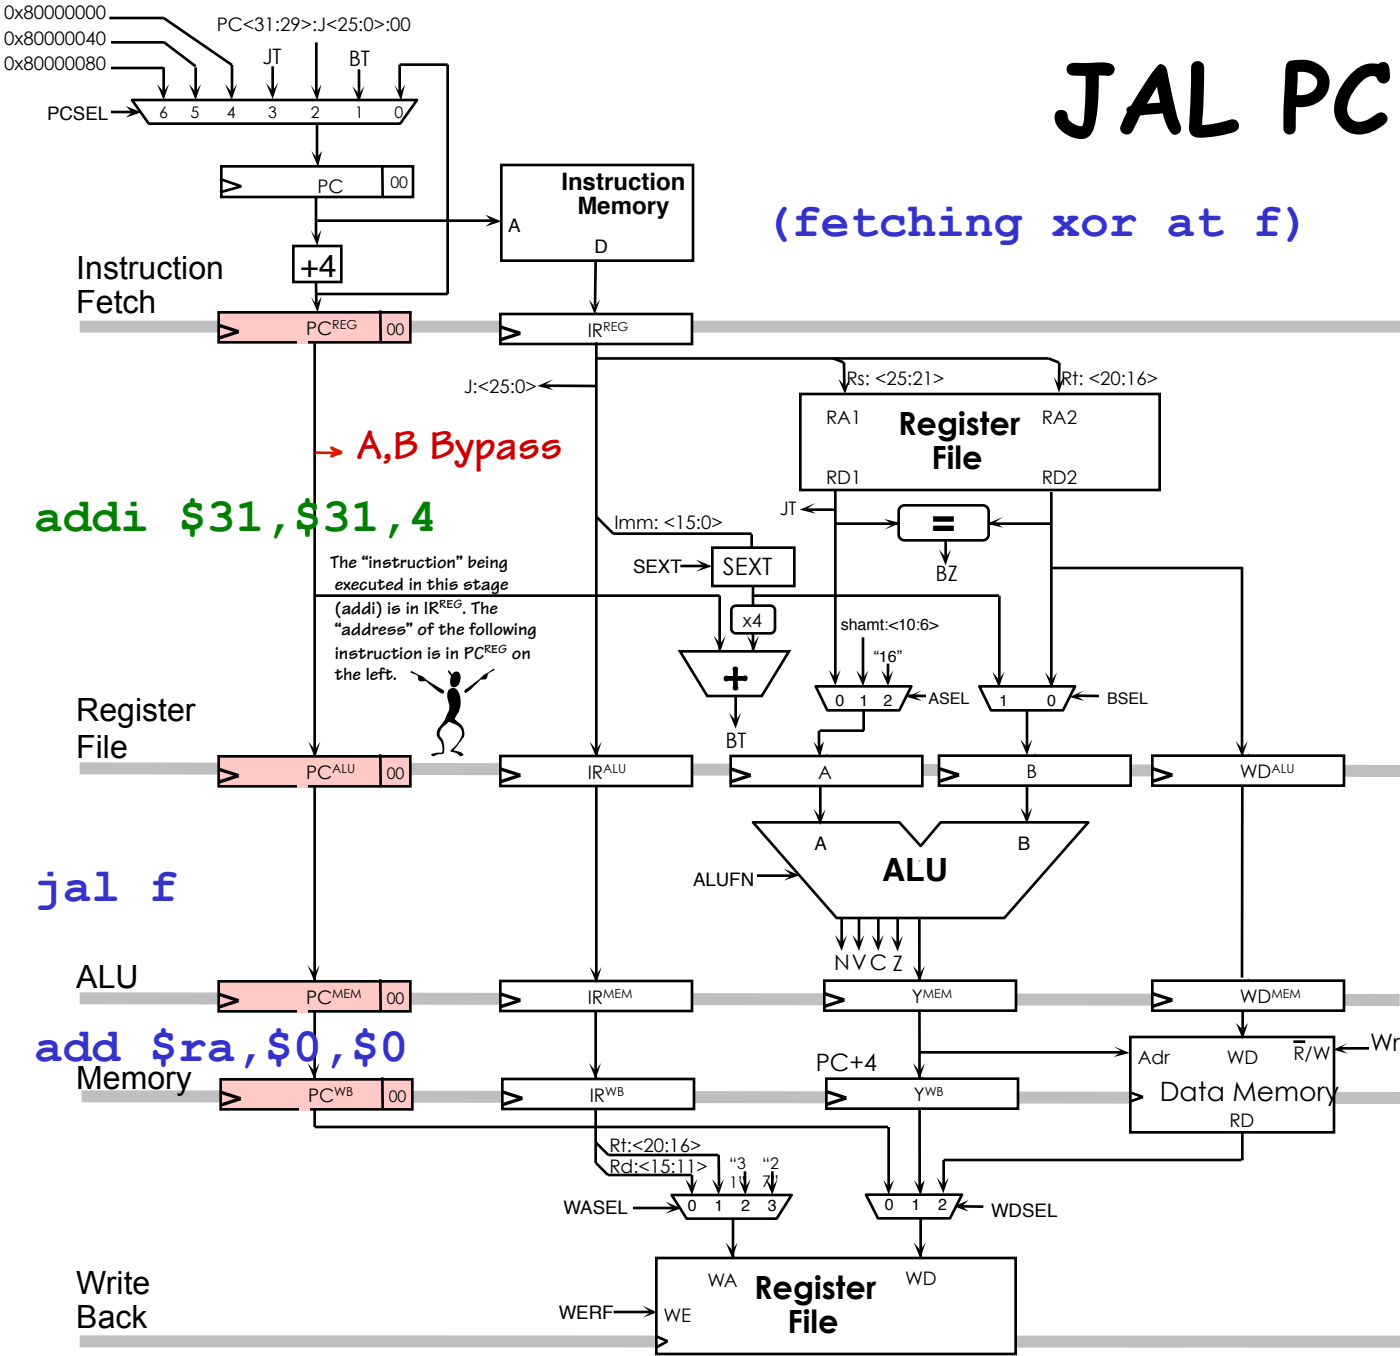 JAL PC
0x80000000
0x80000040
0x80000080
PC<31:29>:J<25:0>:00
JT
BT
PCSEL
6 5 4 3 2 1 0
PC 00
+4
Instruction
Memory
A
D
(fetching xor at f)
Instruction
Fetch
PCREG 00
IRREG
J:<25:0>
Rs: <25:21>
Rt: <20:16>
RA1
RA2
Register
File
RD1
RD2
A,B Bypass
addi $31,$31,4
JT
=
BZ
Imm: <15:0>
SEXT
SEXT
x4
The “instruction” being
executed in this stage
(addi) is in IRREG. The
“address” of the following
instruction is in PCREG on
the left.
shamt:<10:6>
“16”
+
BT
0 1 2
ASEL
1 0
BSEL
Register
File
PCALU 00
IRALU
A
B
WDALU
A
B
ALU
ALUFN
jal f
N V C Z
ALU
PCMEM 00
IRMEM
YMEM
WDMEM
add $ra,$0,$0
Memory
PC+4
Adr
WD
R/W
Wr
Data Memory
RD
PCWB 00
IRWB
YWB
Rt:<20:16>
Rd:<15:11>
“3
1”
“2
7”
WASEL
0 1 2 3
0 1 2
WDSEL
Write
Back
WA
WD
Register
File
WERF
WE